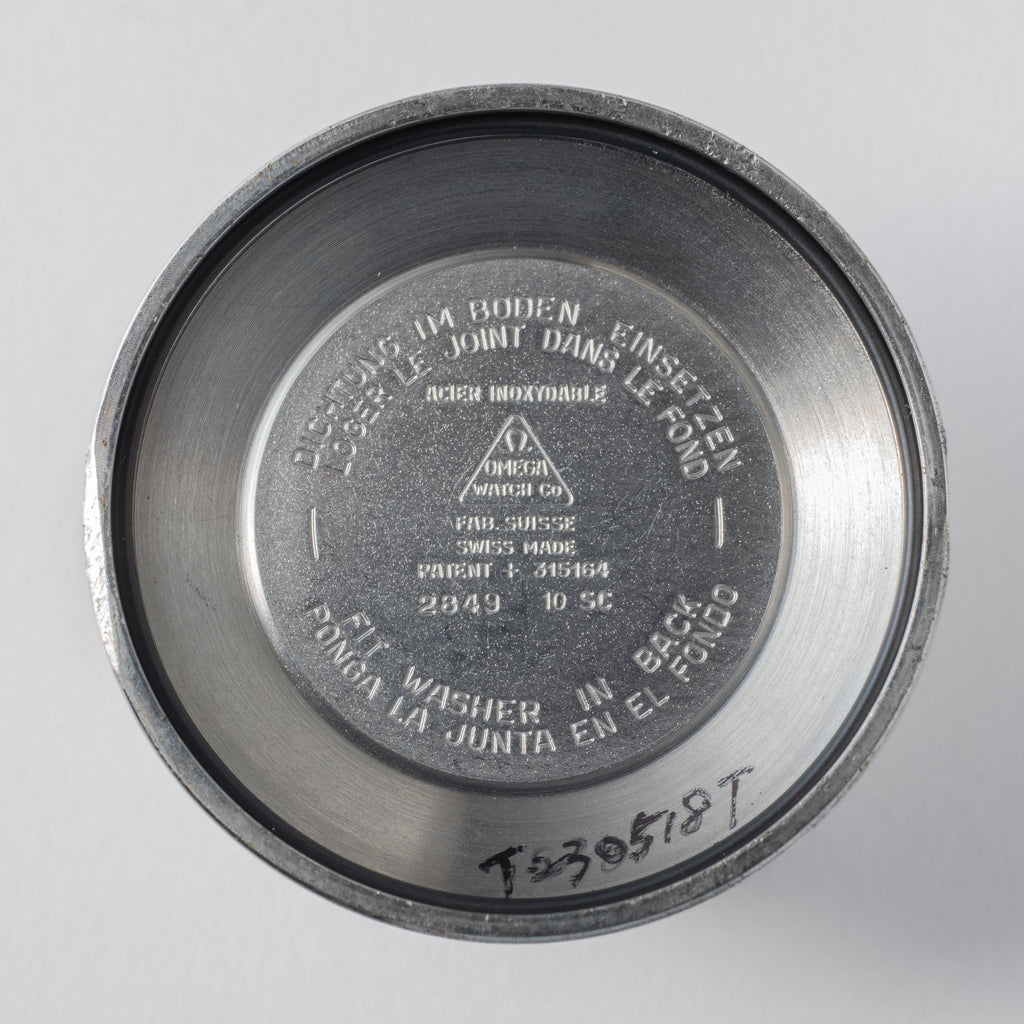 DICHTUNG IM BODEN EINSETZEN
LOGER LE JOINT DANS LE FOND
ACIER INOXYDABLE
Ω
OMEGA
WATCH Co
FAB. SUISSE
SWISS MADE
PATENT + 315164
2849 10 SC
FIT WASHER IN BACK
PONGA LA JUNTA EN EL FONDO
T030518T